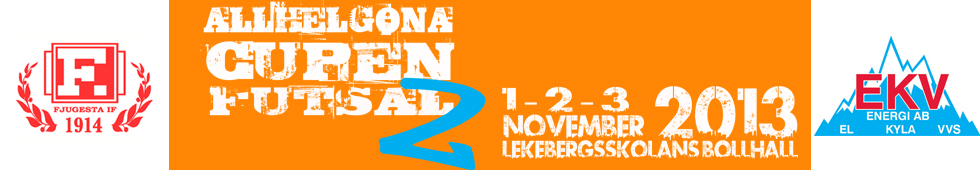 F.
FJUGESTA IF
1914
ALLHELGONA
CUPEN
FUTSAL
2
1-2-3
NOVEMBER
2013
LEKEBERGSSKOLANS BOLLHALL
EKV
ENERGI AB
EL KYLA VVS